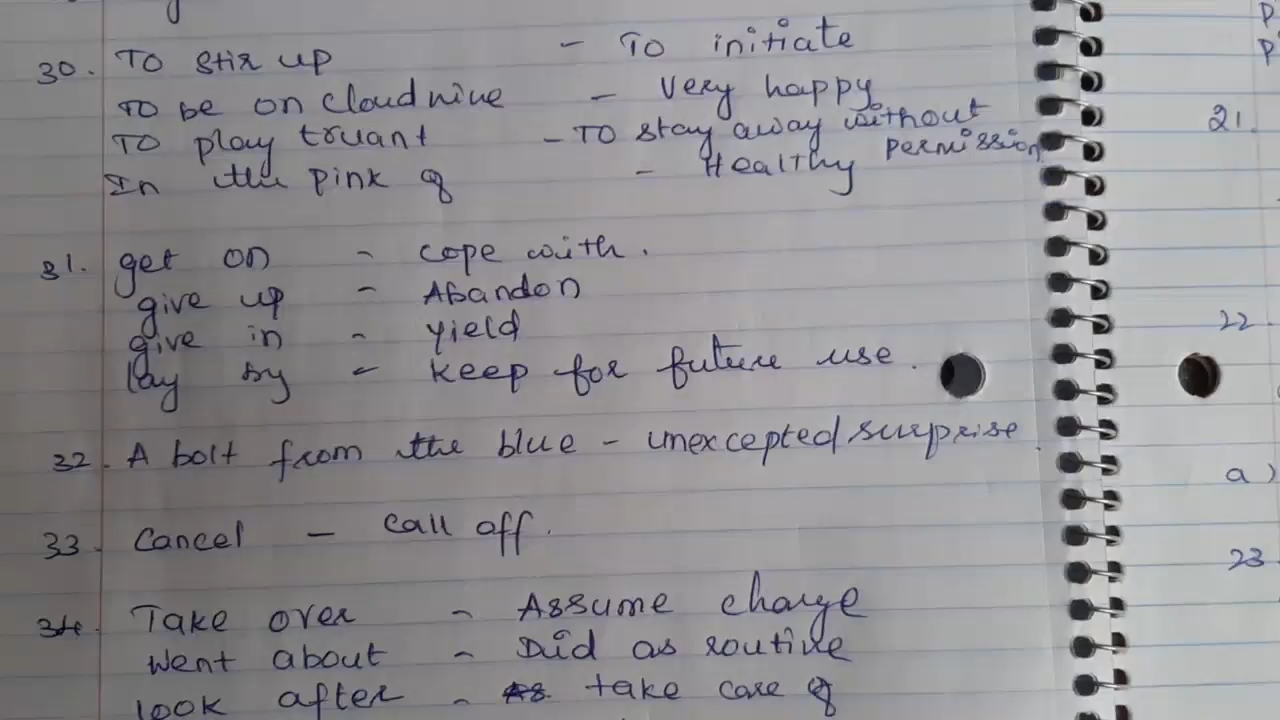 30. To stir up - To initiate
To be on cloud nine - Very happy
To play truant - To stay away without permission
In the pink of - Healthy
31. get on - cope with.
give up - Abandon
give in - yield
lay by - keep for future use.
32. A bolt from the blue - unexcepted surprise.
33. Cancel - call off.
34. Take over - Assume charge
Went about - Did as routine
look after - take care of
21.
22
a)
23